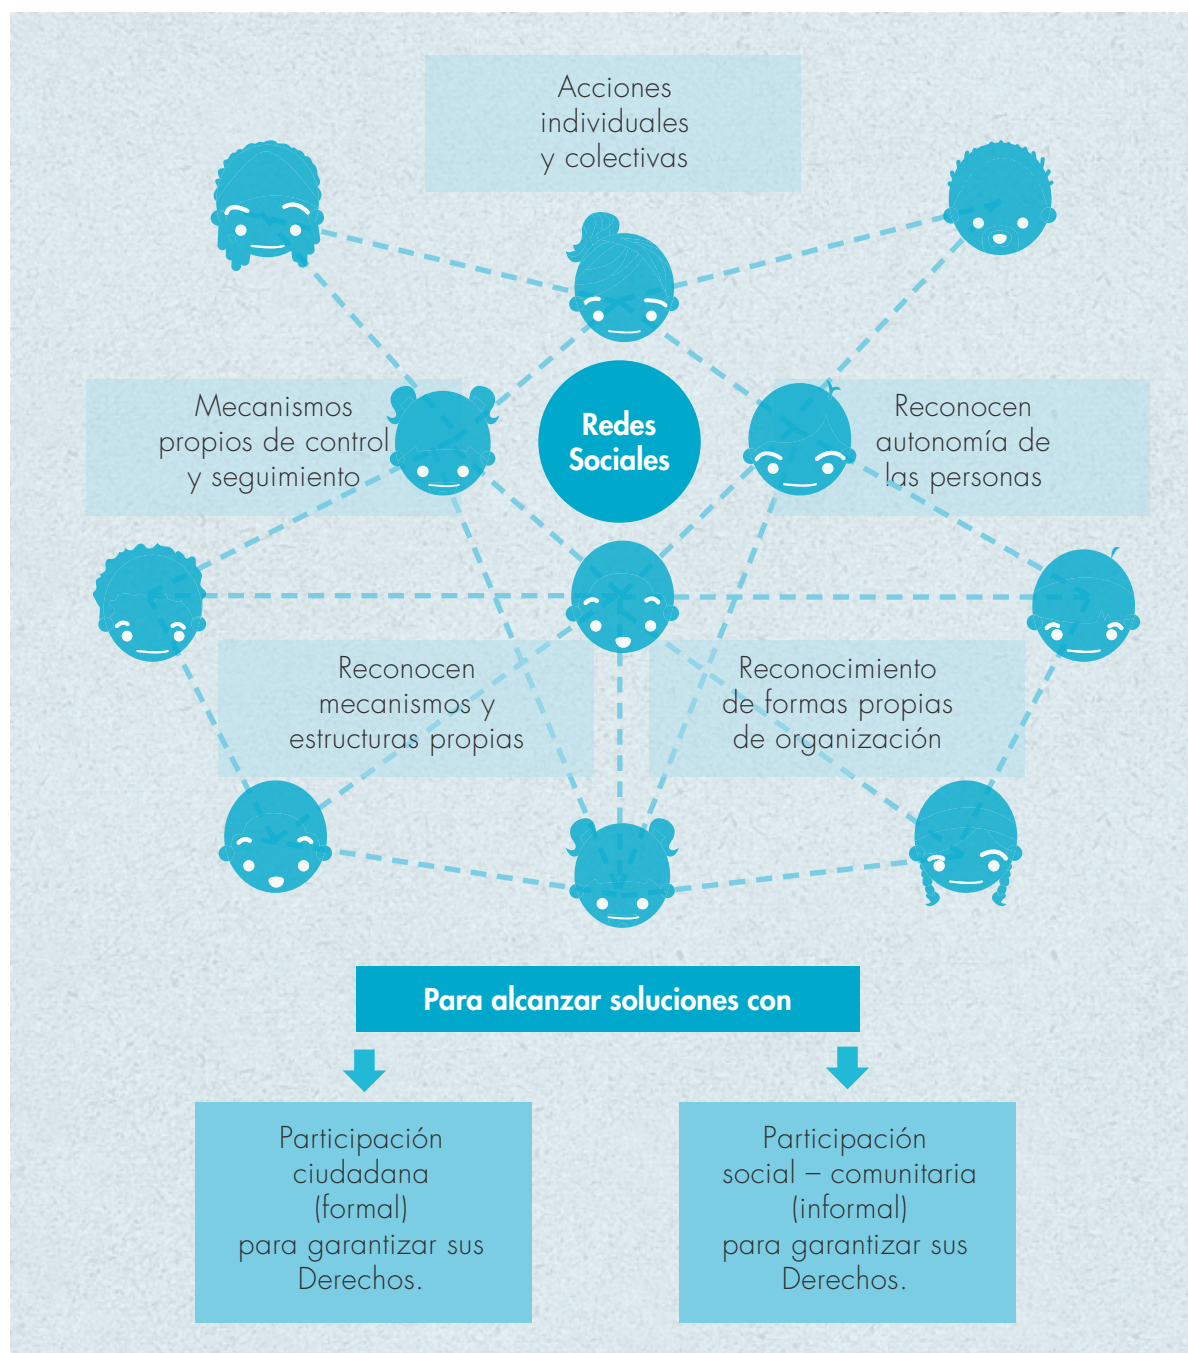 Acciones
individuales
y colectivas
Mecanismos
propios de control
y seguimiento
Redes
Sociales
Reconocen
autonomía de
las personas
Reconocen
mecanismos y
estructuras propias
Reconocimiento
de formas propias
de organización
Para alcanzar soluciones con
Participación
ciudadana
(formal)
para garantizar sus
Derechos.
Participación
social – comunitaria
(informal)
para garantizar sus
Derechos.